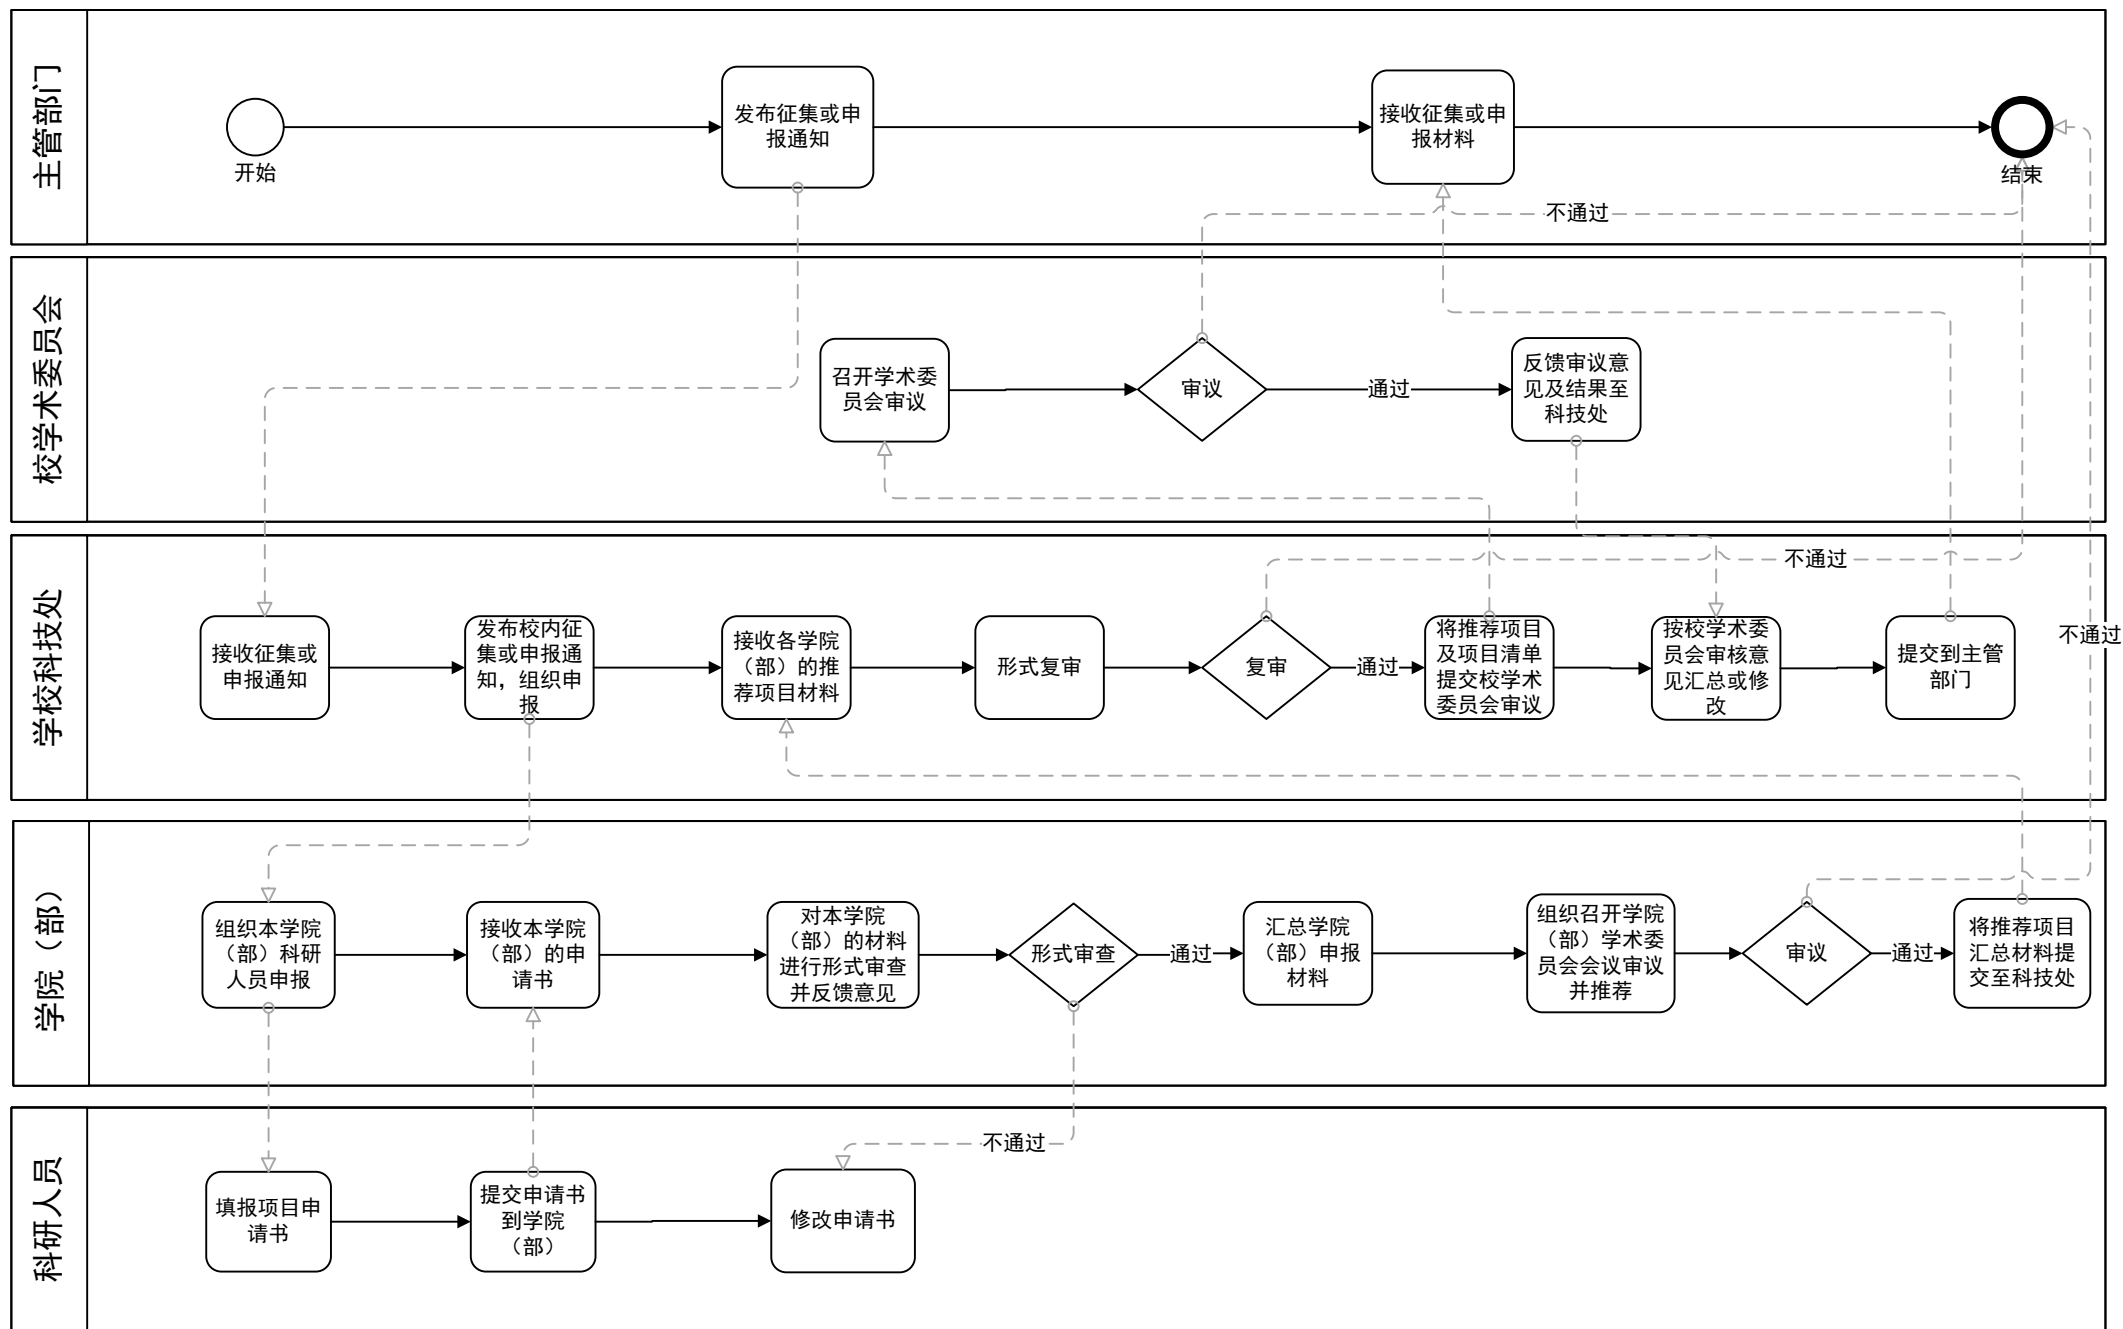 主管部门
开始
发布征集或申
报通知
接收征集或申
报材料
结束
不通过
校学术委员会
召开学术委
员会审议
审议
通过
反馈审议意
见及结果至
科技处
学校科技处
不通过
接收征集或
申报通知
发布校内征
集或申报通
知，组织申
报
接收各学院
（部）的推
荐项目材料
形式复审
复审
通过
将推荐项目
及项目清单
提交校学术
委员会审议
按校学术委
员会审核意
见汇总或修
改
提交到主管
部门
不通过
学院（部）
组织本学院
（部）科研
人员申报
接收本学院
（部）的申
请书
对本学院
（部）的材料
进行形式审查
并反馈意见
形式审查
通过
汇总学院
（部）申报
材料
组织召开学院
（部）学术委
员会会议审议
并推荐
审议
通过
将推荐项目
汇总材料提
交至科技处
科研人员
不通过
填报项目申
请书
提交申请书
到学院
（部）
修改申请书